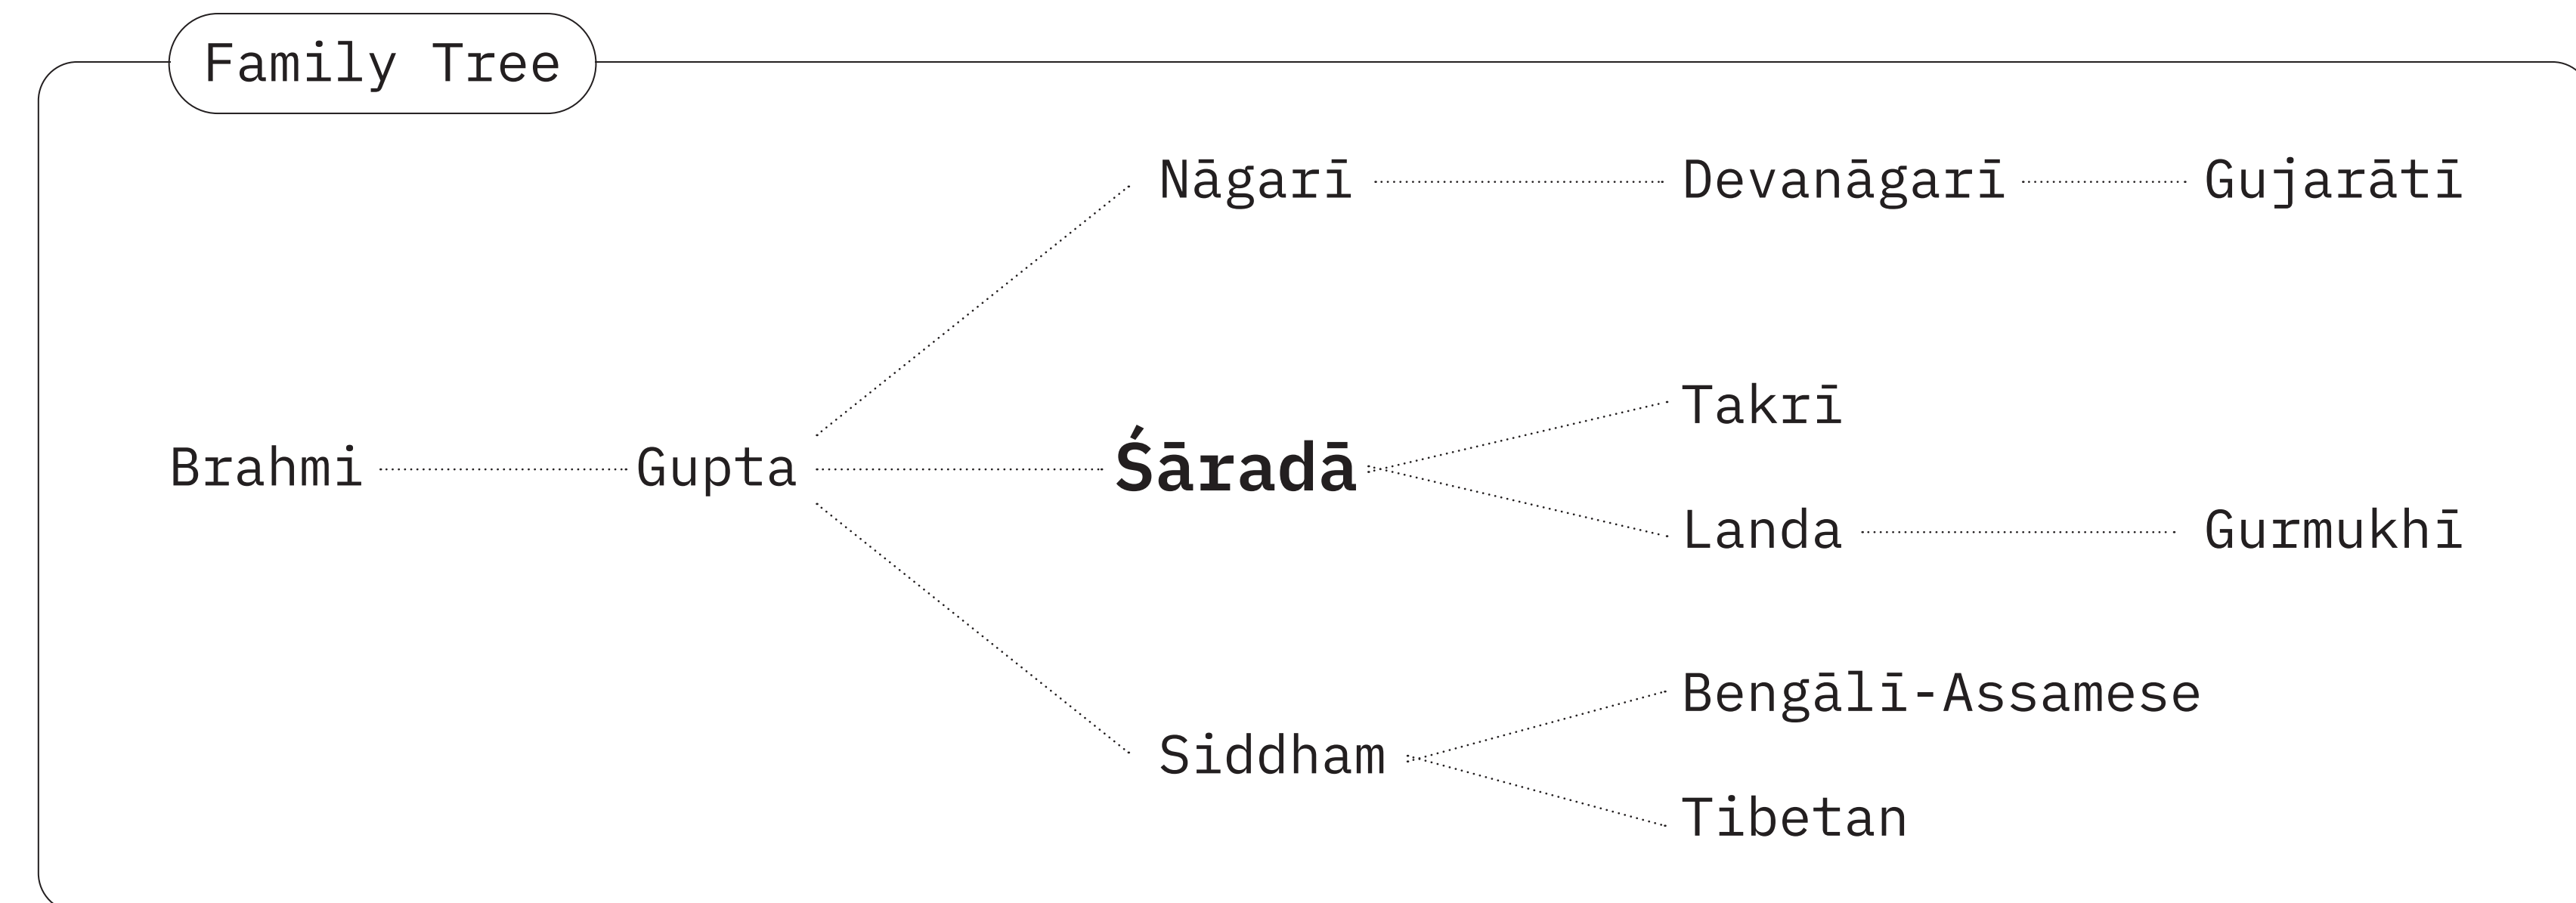 Family Tree
Nāgarī Devanāgarī Gujarātī
Takrī
Brahmi Gupta Śāradā
Landa Gurmukhī
Bengālī-Assamese
Siddham
Tibetan